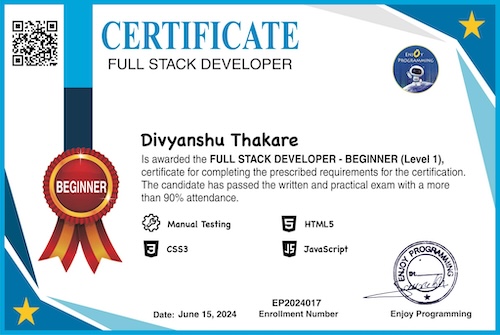 CERTIFICATE
FULL STACK DEVELOPER
ENJOY
PROGRAMMING
Divyanshu Thakare
Is awarded the FULL STACK DEVELOPER - BEGINNER (Level 1),
certificate for completing the prescribed requirements for the certification.
The candidate has passed the written and practical exam with a more
than 90% attendance.
BEGINNER
Manual Testing
HTML5
CSS3
JavaScript
ENJOY PROGRAMMING
Date: June 15, 2024
EP2024017
Enrollment Number
Enjoy Programming